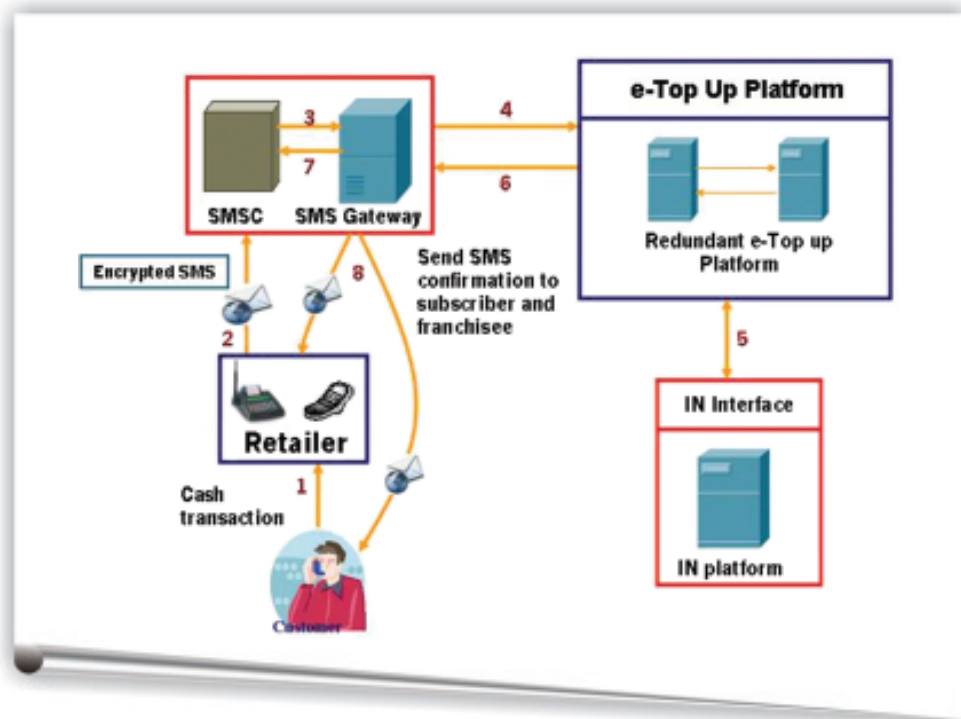 e-Top Up Platform
3
4
7
6
SMSC
SMS Gateway
Redundant e-Top up
Platform
Encrypted SMS
8
Send SMS
confirmation to
subscriber and
franchisee
2
5
Retailer
IN Interface
1
Cash
transaction
IN platform
Customer